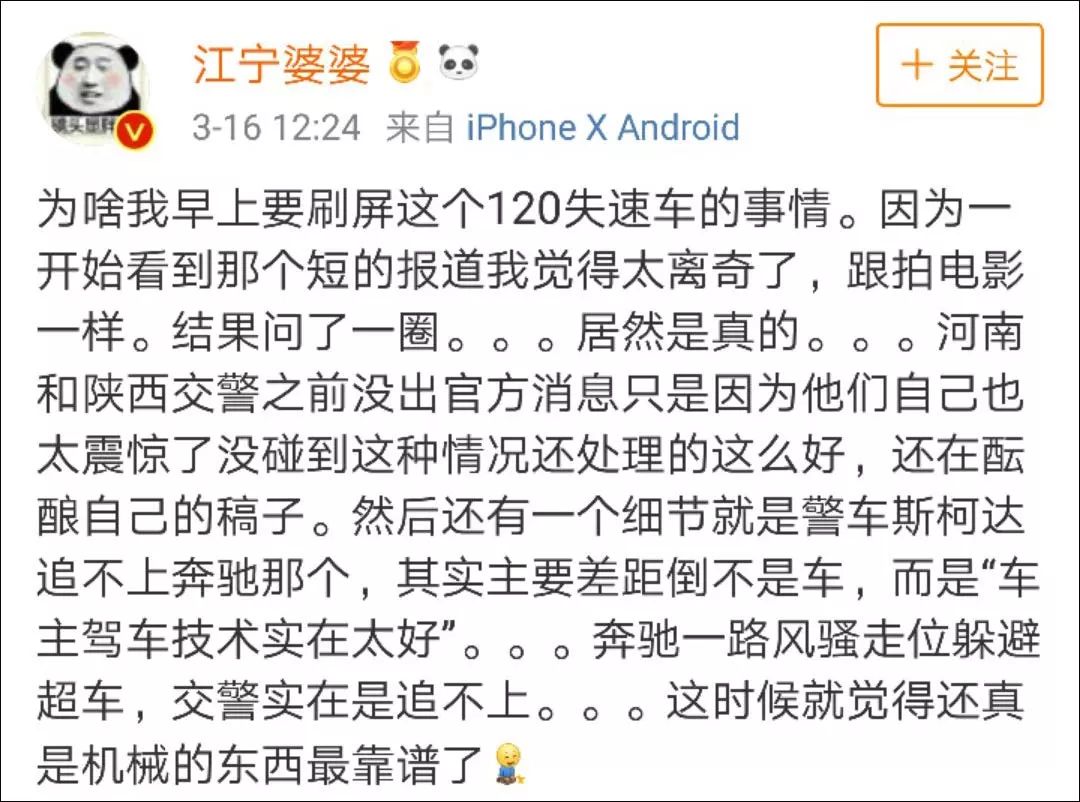 江宁婆婆
+ 关注
3-16 12:24 来自 iPhone X Android
为啥我早上要刷屏这个120失速车的事情。因为一
开始看到那个短的报道我觉得太离奇了，跟拍电影
一样。结果问了一圈。。。居然是真的。。。河南
和陕西交警之前没出官方消息只是因为他们自己也
太震惊了没碰到这种情况还处理的这么好，还在酝
酿自己的稿子。然后还有一个细节就是警车斯柯达
追不上奔驰那个，其实主要差距倒不是车，而是“车
主驾车技术实在太好”。。。奔驰一路风骚走位躲避
超车，交警实在是追不上。。。这时候就觉得还真
是机械的东西最靠谱了